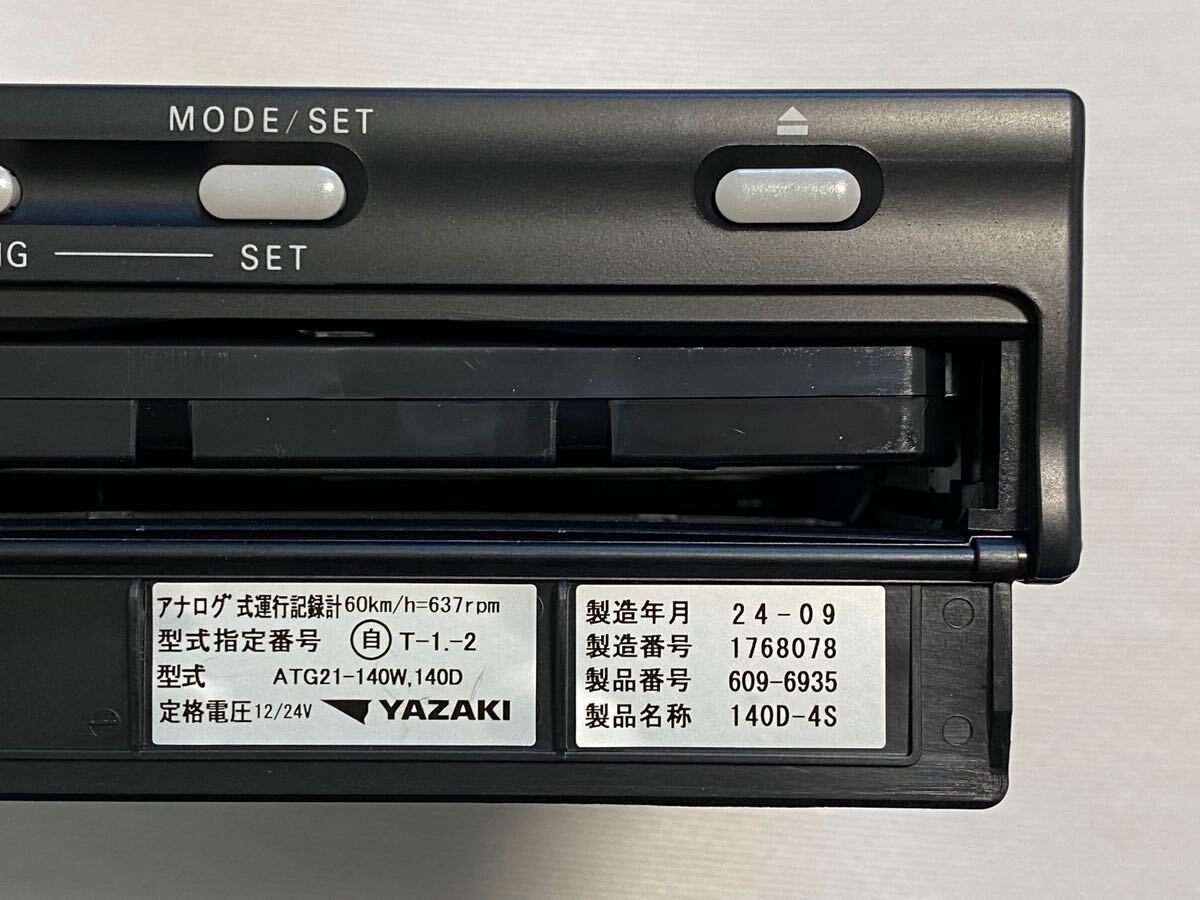 MODE/SET
NG SET
アナログ式運行記録計60km/h=637rpm
型式指定番号 ㊀自 T-1.-2
型式 ATG21-140W,140D
定格電圧12/24V YAZAKI
製造年月 24-09
製造番号 1768078
製品番号 609-6935
製品名称 140D-4S